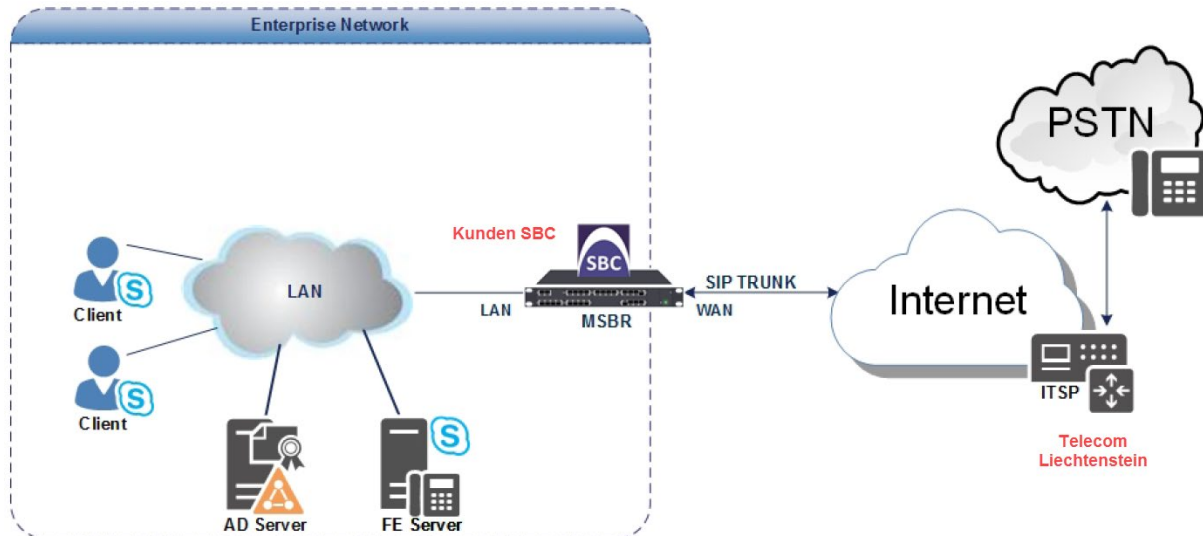 Enterprise Network
PSTN
Kunden SBC
SBC
LAN
SIP TRUNK
Internet
LAN
MSBR
WAN
S
Client
S
Client
ITSP
S
Telecom
Liechtenstein
AD Server
FE Server